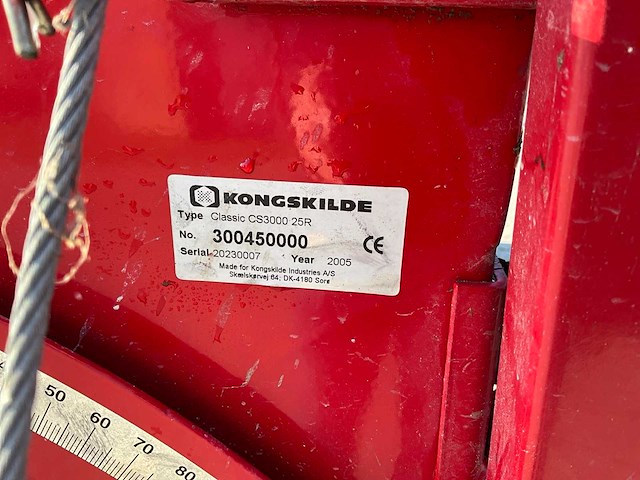 KONGSKILDE
Type Classic CS3000 25R
No. 300450000
CE
Serial 20230007 Year 2005
Made for Kongskilde Industries A/S
Skælskørvej 64, DK-4180 Sorø
50 60 70 80